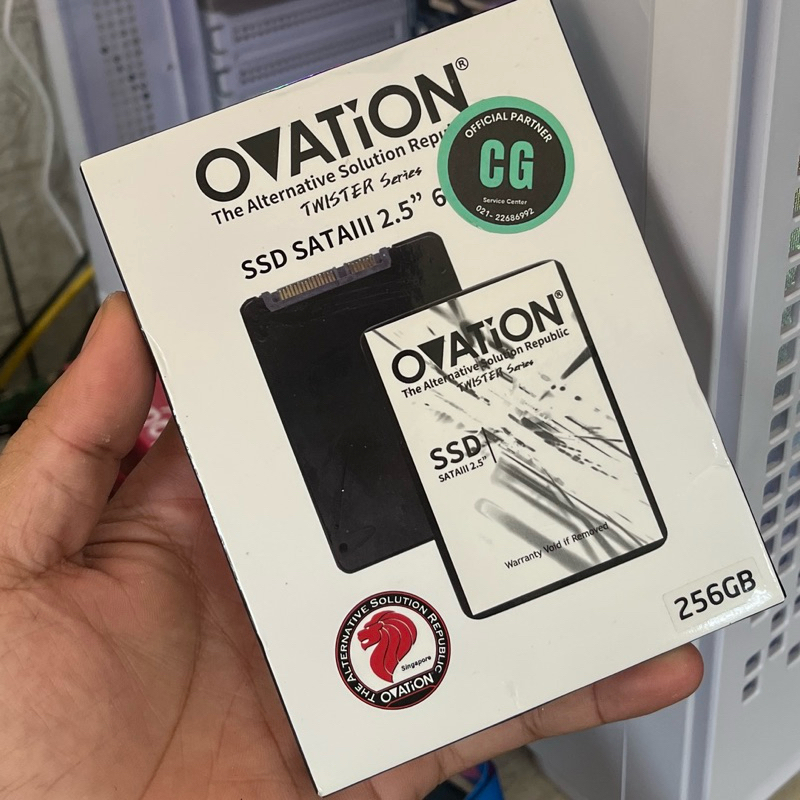 OVATiON®
The Alternative Solution Repu
TWISTER Series
SSD SATAIII 2.5” 6
OFFICIAL PARTNER
CG
Service Center
021- 22686992
OVATiON®
The Alternative Solution Republic
TWISTER Series
SSD
SATAIII 2.5”
Warranty Void if Removed
256GB
THE ALTERNATIVE SOLUTION REPUBLIC
Singapore
OVATiON